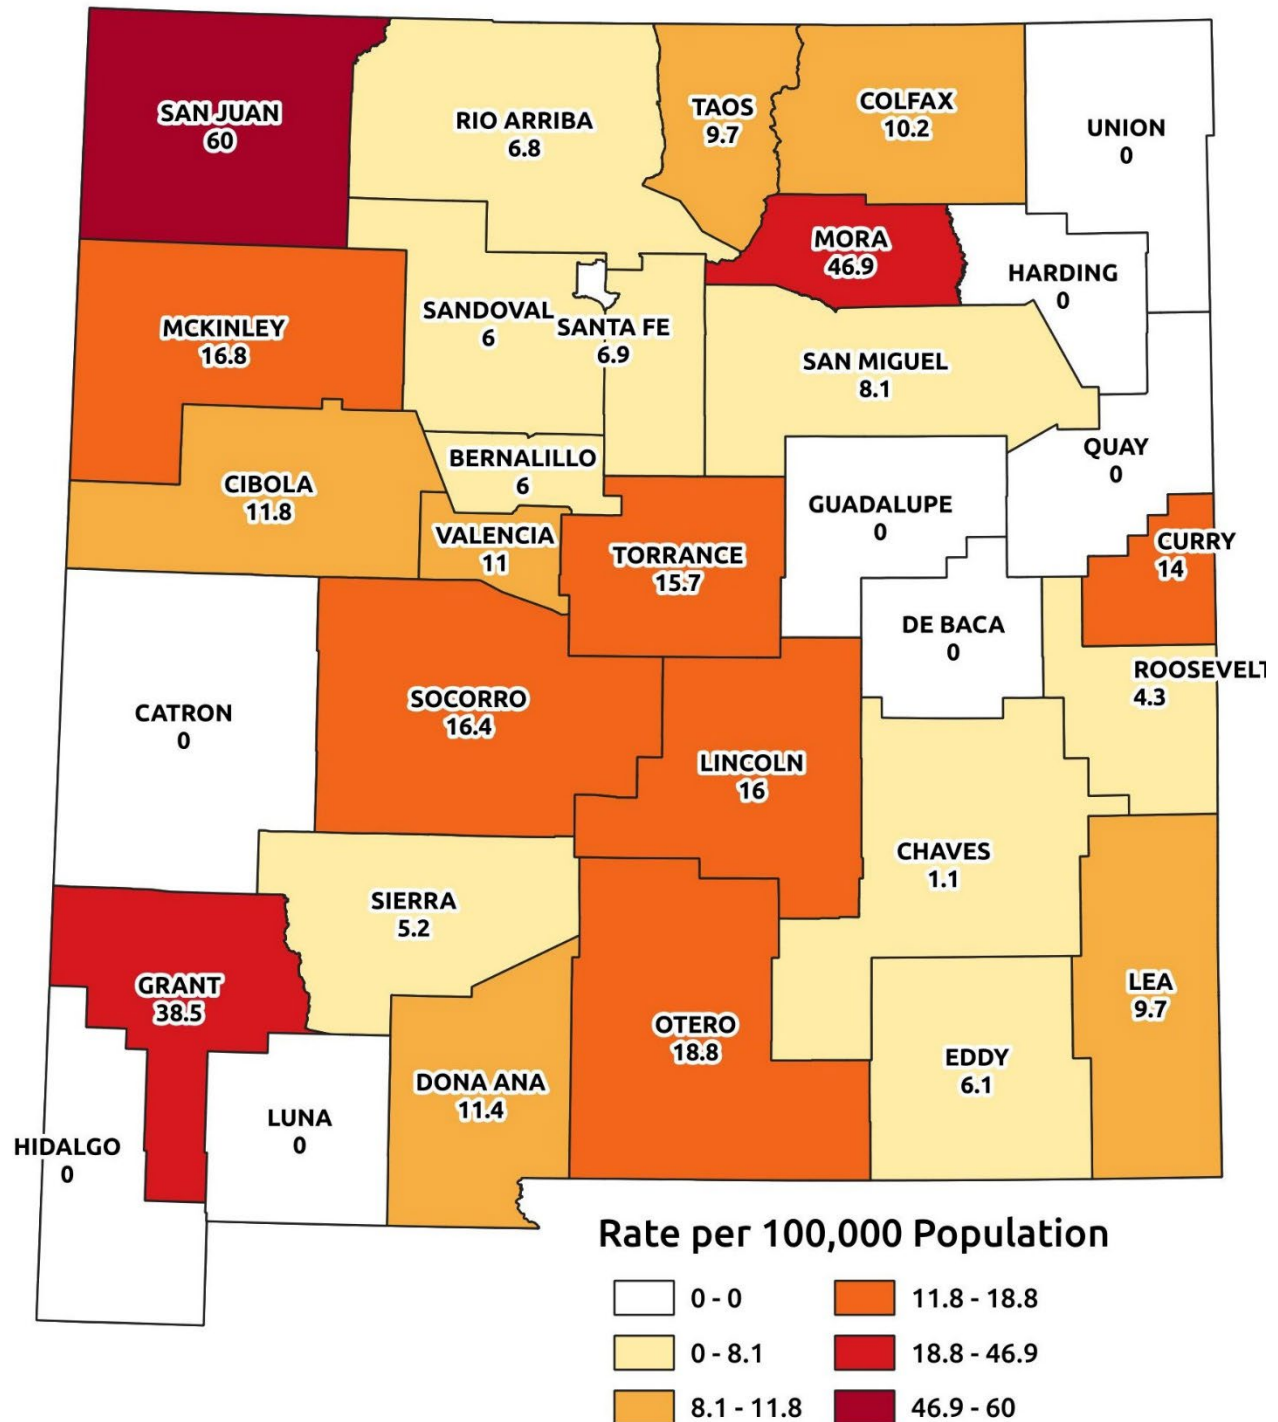 SAN JUAN
60
RIO ARRIBA
6.8
TAOS
9.7
COLFAX
10.2
UNION
0
MORA
46.9
HARDING
0
MCKINLEY
16.8
SANDOVAL
6
SANTA FE
6.9
SAN MIGUEL
8.1
QUAY
0
CIBOLA
11.8
BERNALILLO
6
VALENCIA
11
TORRANCE
15.7
GUADALUPE
0
CURRY
14
DE BACA
0
ROOSEVELT
4.3
CATRON
0
SOCORRO
16.4
LINCOLN
16
CHAVES
1.1
SIERRA
5.2
GRANT
38.5
LEA
9.7
OTERO
18.8
EDDY
6.1
DONA ANA
11.4
LUNA
0
HIDALGO
0
Rate per 100,000 Population
0 - 0
11.8 - 18.8
0 - 8.1
18.8 - 46.9
8.1 - 11.8
46.9 - 60